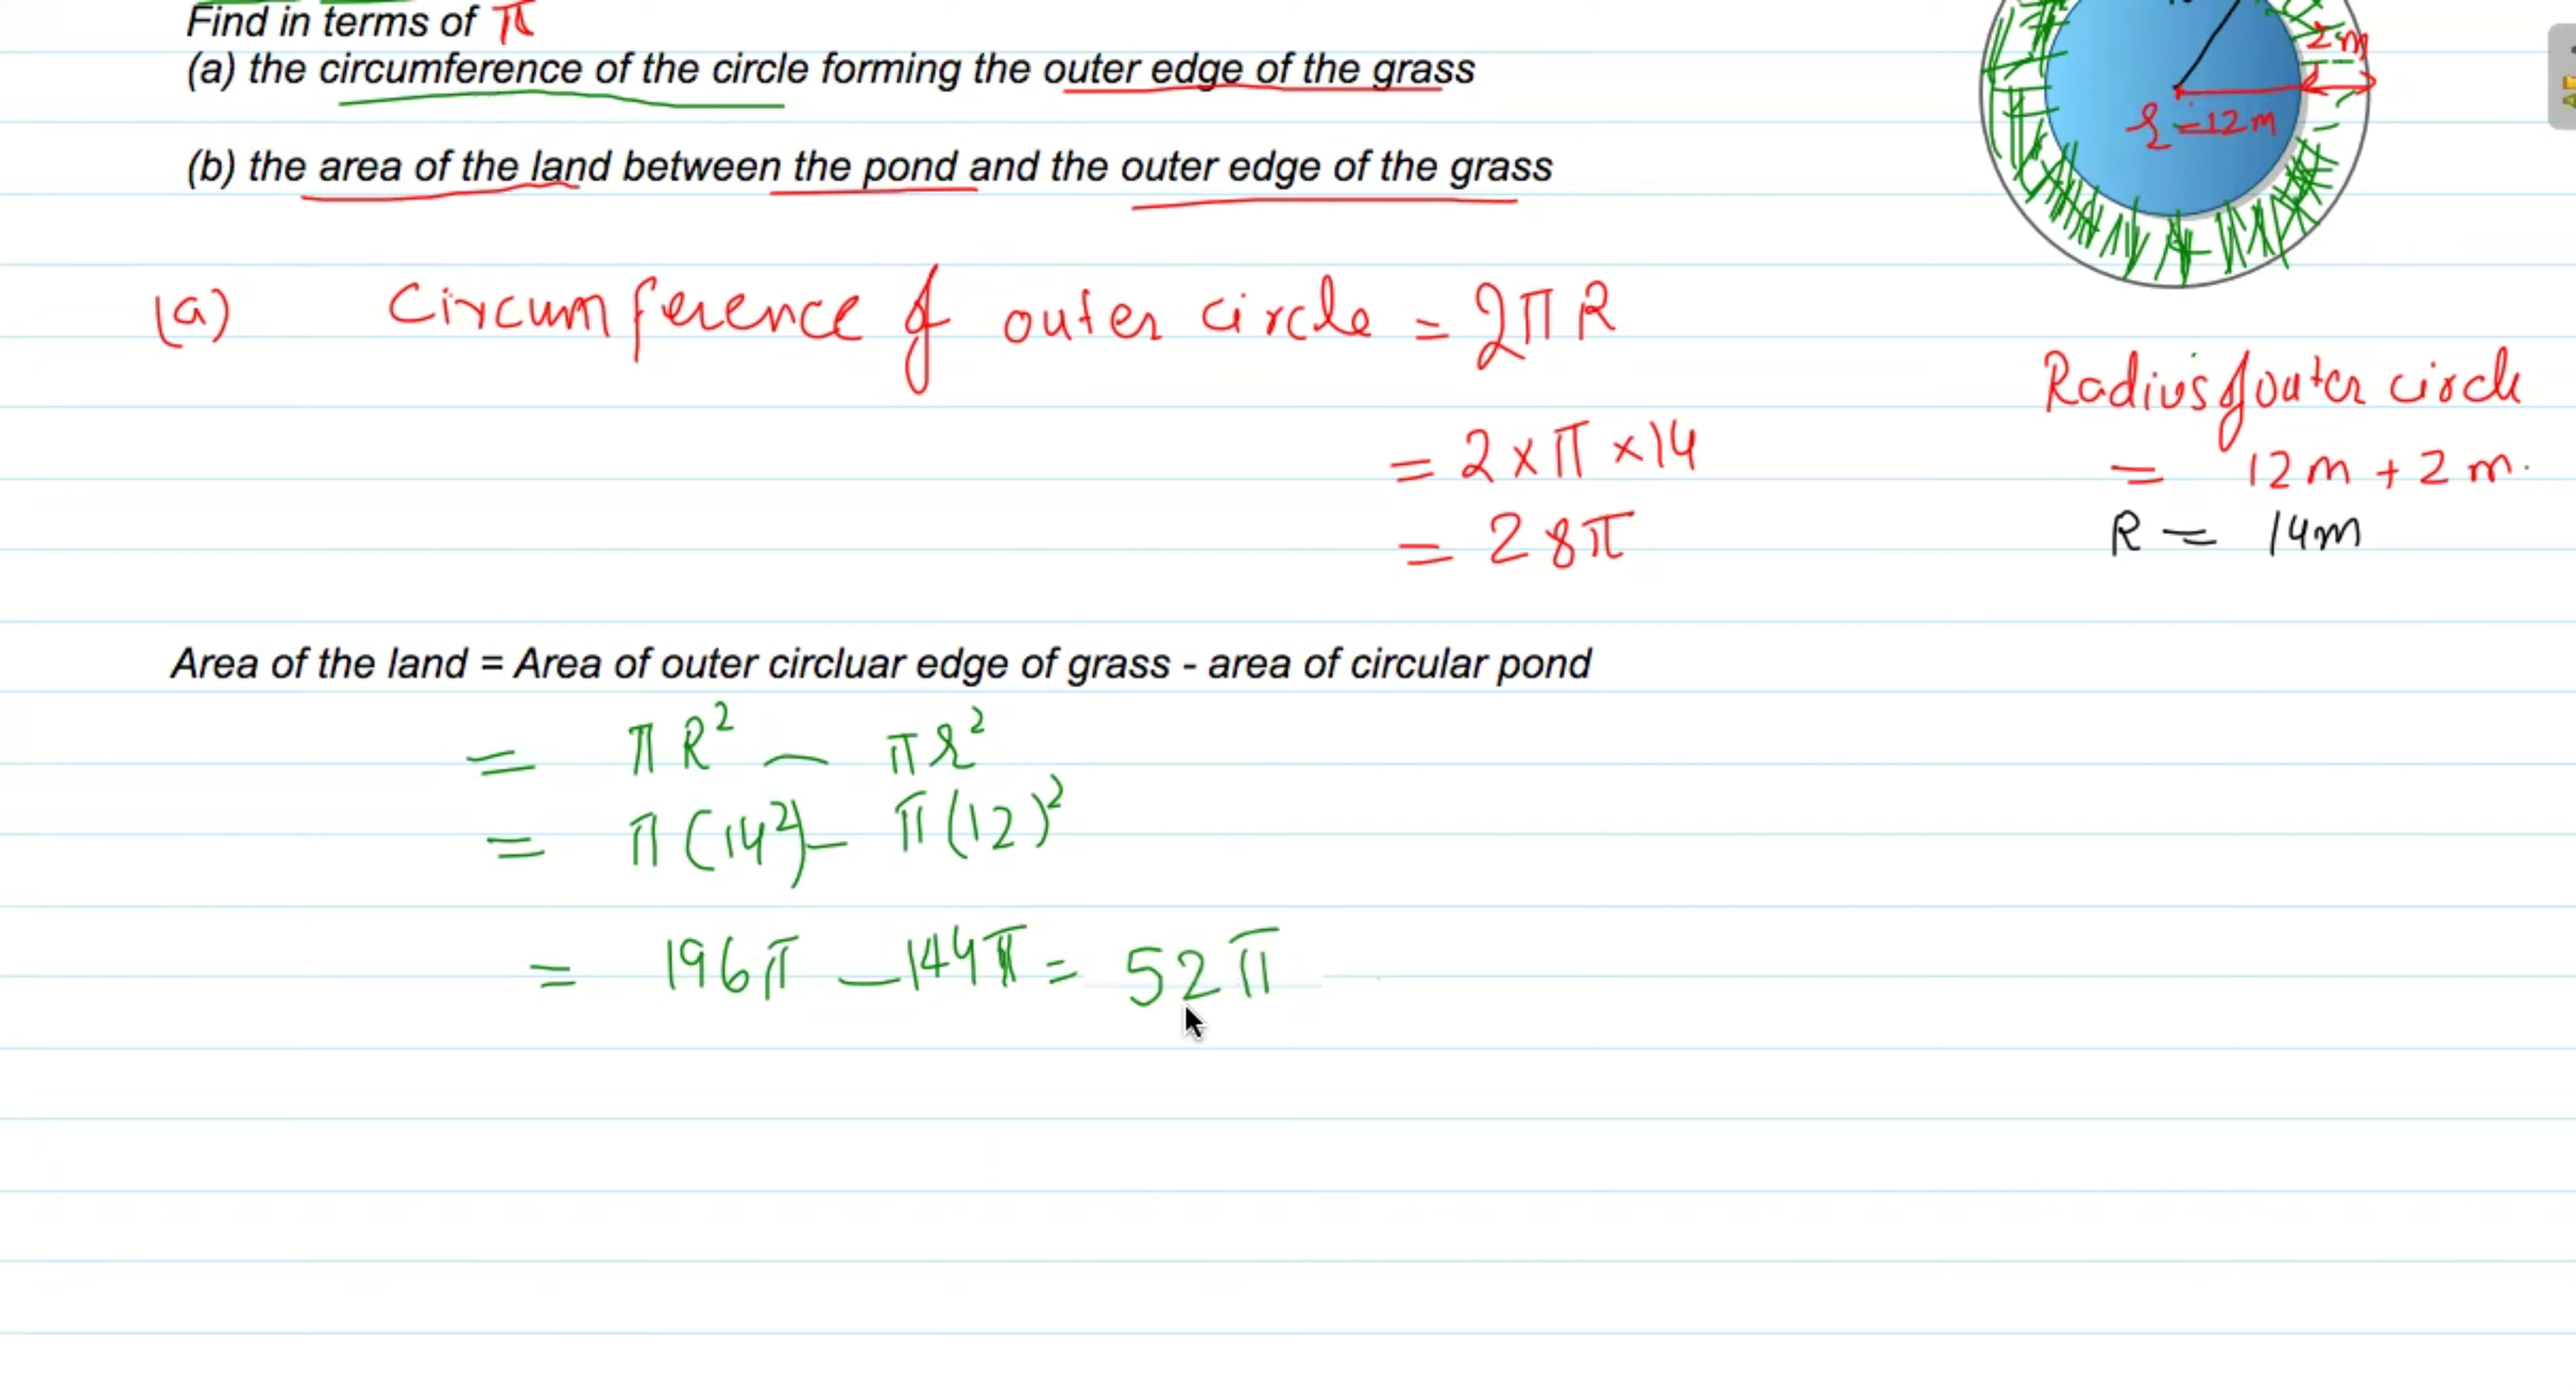 Find in terms of π
(a) the circumference of the circle forming the outer edge of the grass
(b) the area of the land between the pond and the outer edge of the grass
2m
r = 12m
(a) Circumference of outer circle = 2πR
= 2 × π × 14
= 28π
Radius of outer circle
= 12m + 2m.
R = 14m
Area of the land = Area of outer circluar edge of grass - area of circular pond
= πR² - πr²
= π(14²) - π(12)²
= 196π - 144π = 52π